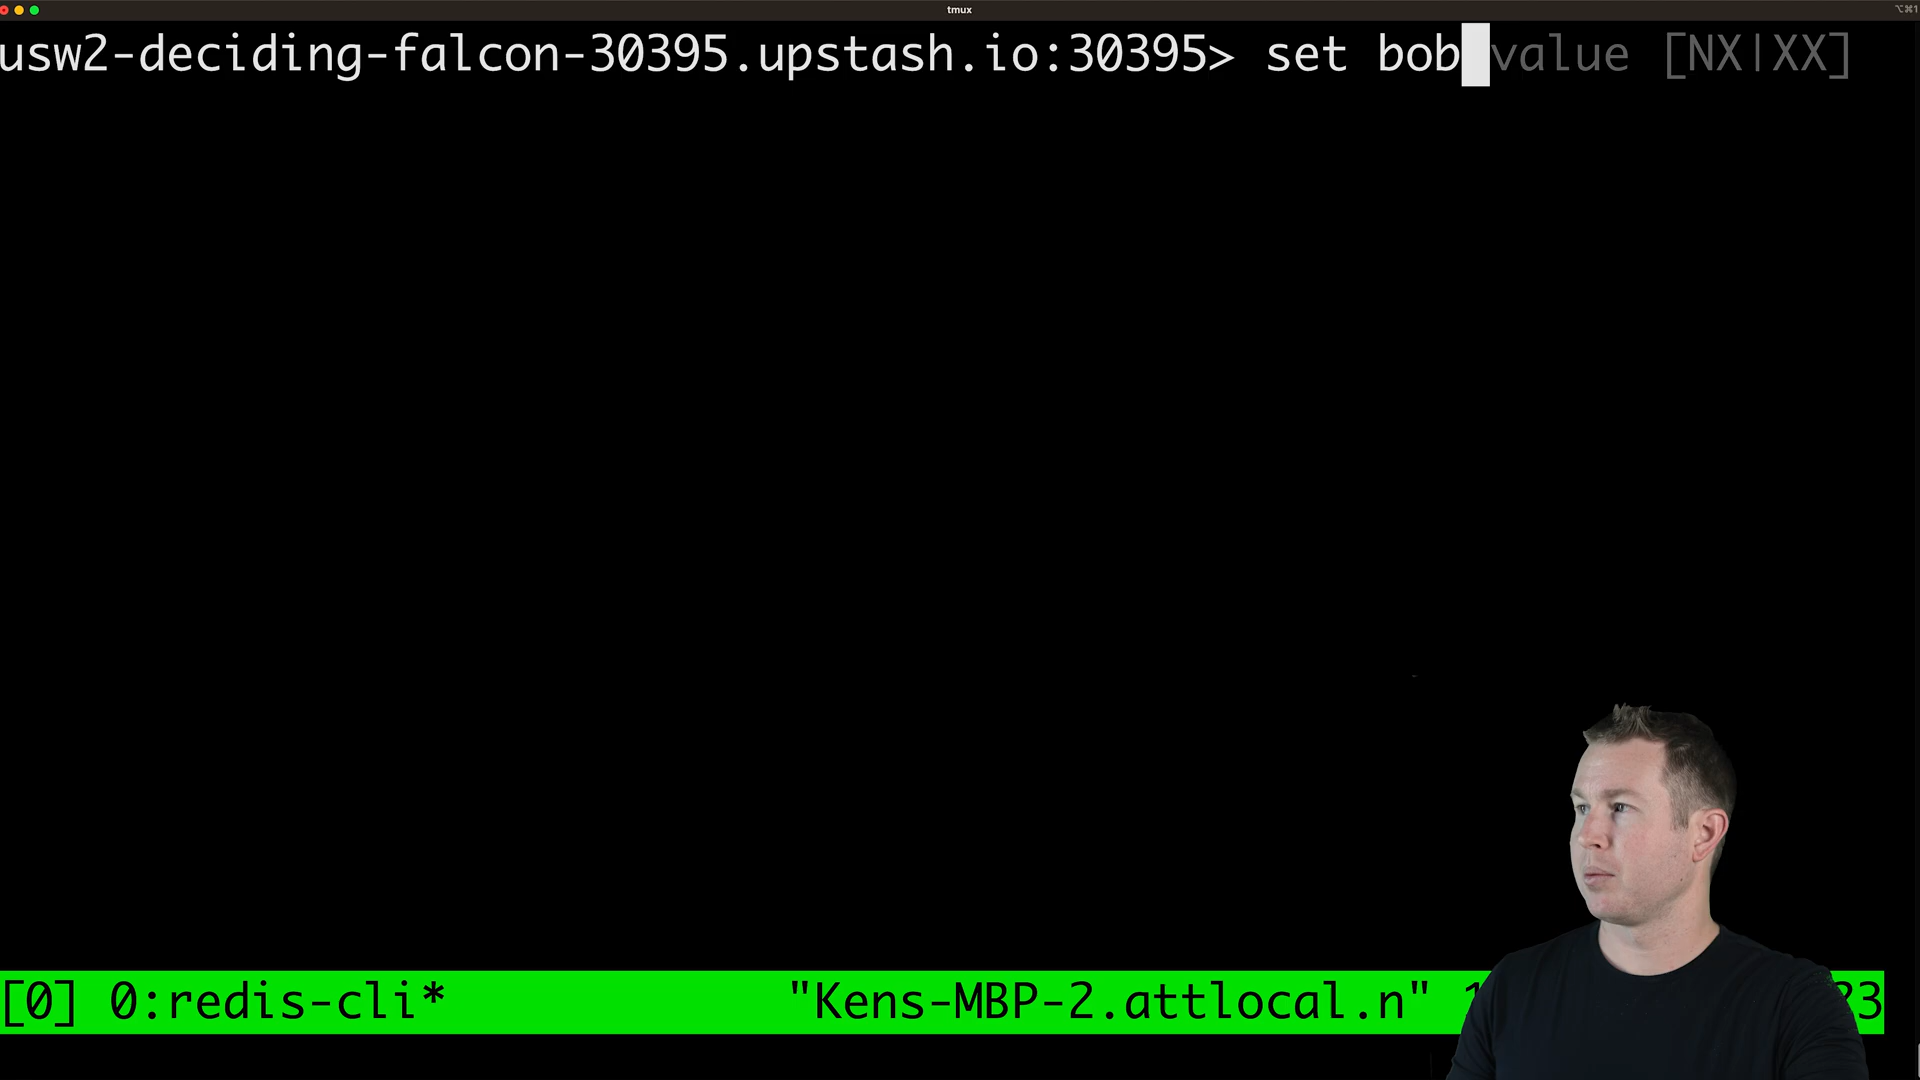 tmux
⌥⌘1
usw2-deciding-falcon-30395.upstash.io:30395> set bob value [NX|XX]
[0] 0:redis-cli* "Kens-MBP-2.attlocal.n"